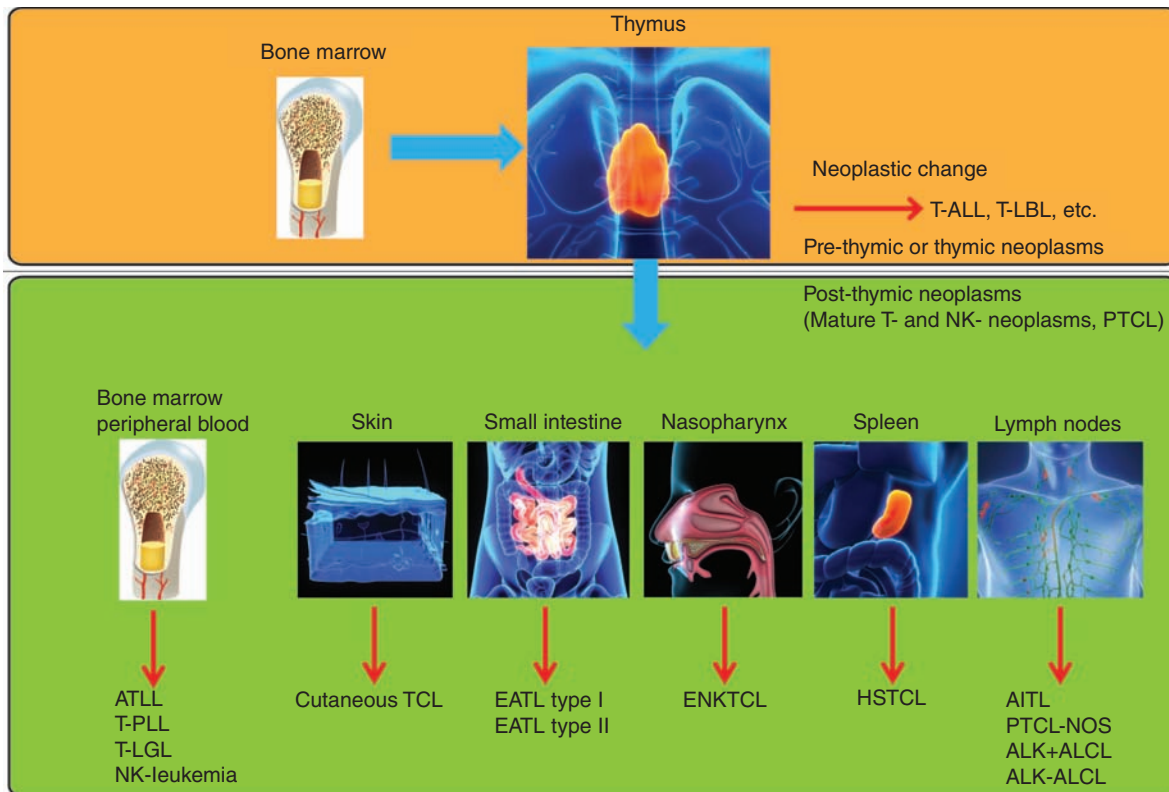 Thymus
Bone marrow
Neoplastic change
T-ALL, T-LBL, etc.
Pre-thymic or thymic neoplasms
Post-thymic neoplasms
(Mature T- and NK- neoplasms, PTCL)
Bone marrow
peripheral blood
Skin
Small intestine
Nasopharynx
Spleen
Lymph nodes
ATLL
T-PLL
T-LGL
NK-leukemia
Cutaneous TCL
EATL type I
EATL type II
ENKTCL
HSTCL
AITL
PTCL-NOS
ALK+ALCL
ALK-ALCL